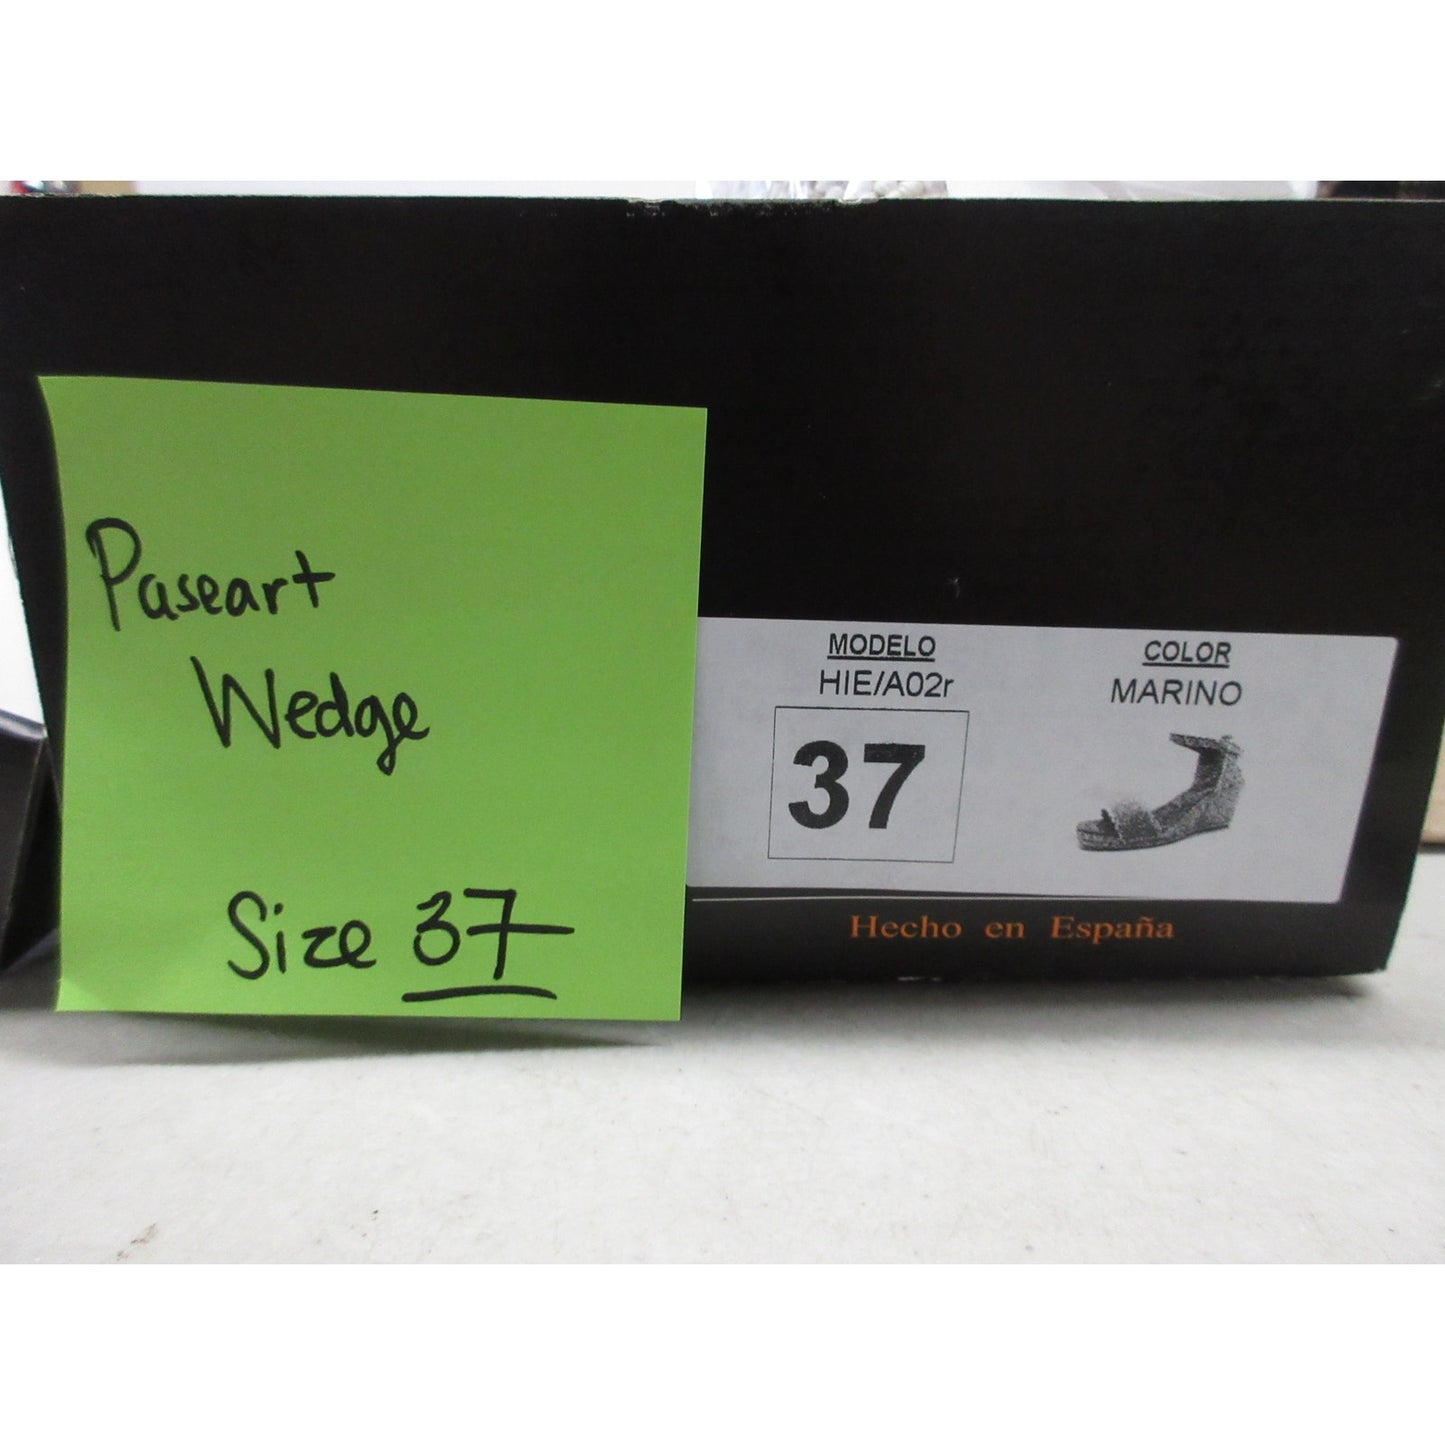 Paseart
Wedge
Size 37
MODELO
HIE/A02r
37
COLOR
MARINO
Hecho en España